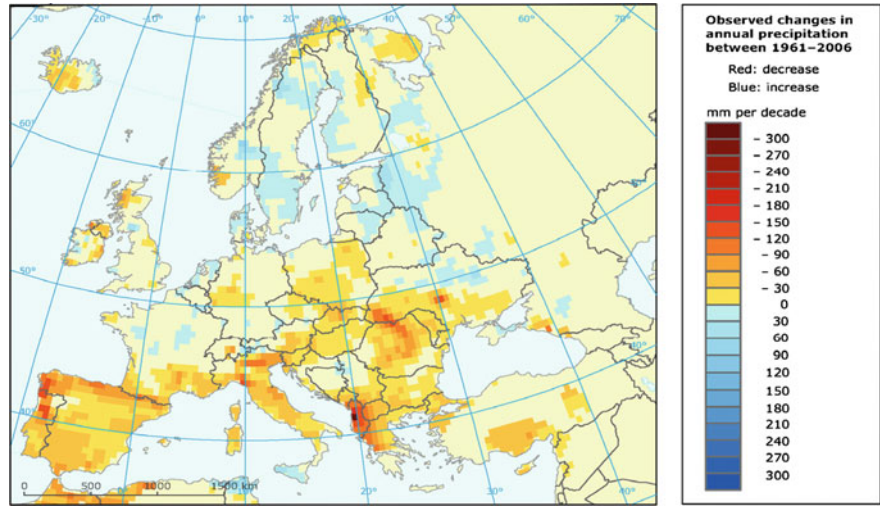 -30° -20° -10° 0° 10° 20° 30° 40° 50° 60° 70°
60°
50°
50°
40°
40°
0 500 1000 1500 km
0° 10° 20° 30° 40°
Observed changes in
annual precipitation
between 1961–2006
Red: decrease
Blue: increase
mm per decade
– 300
– 270
– 240
– 210
– 180
– 150
– 120
– 90
– 60
– 30
0
30
60
90
120
150
180
210
240
270
300